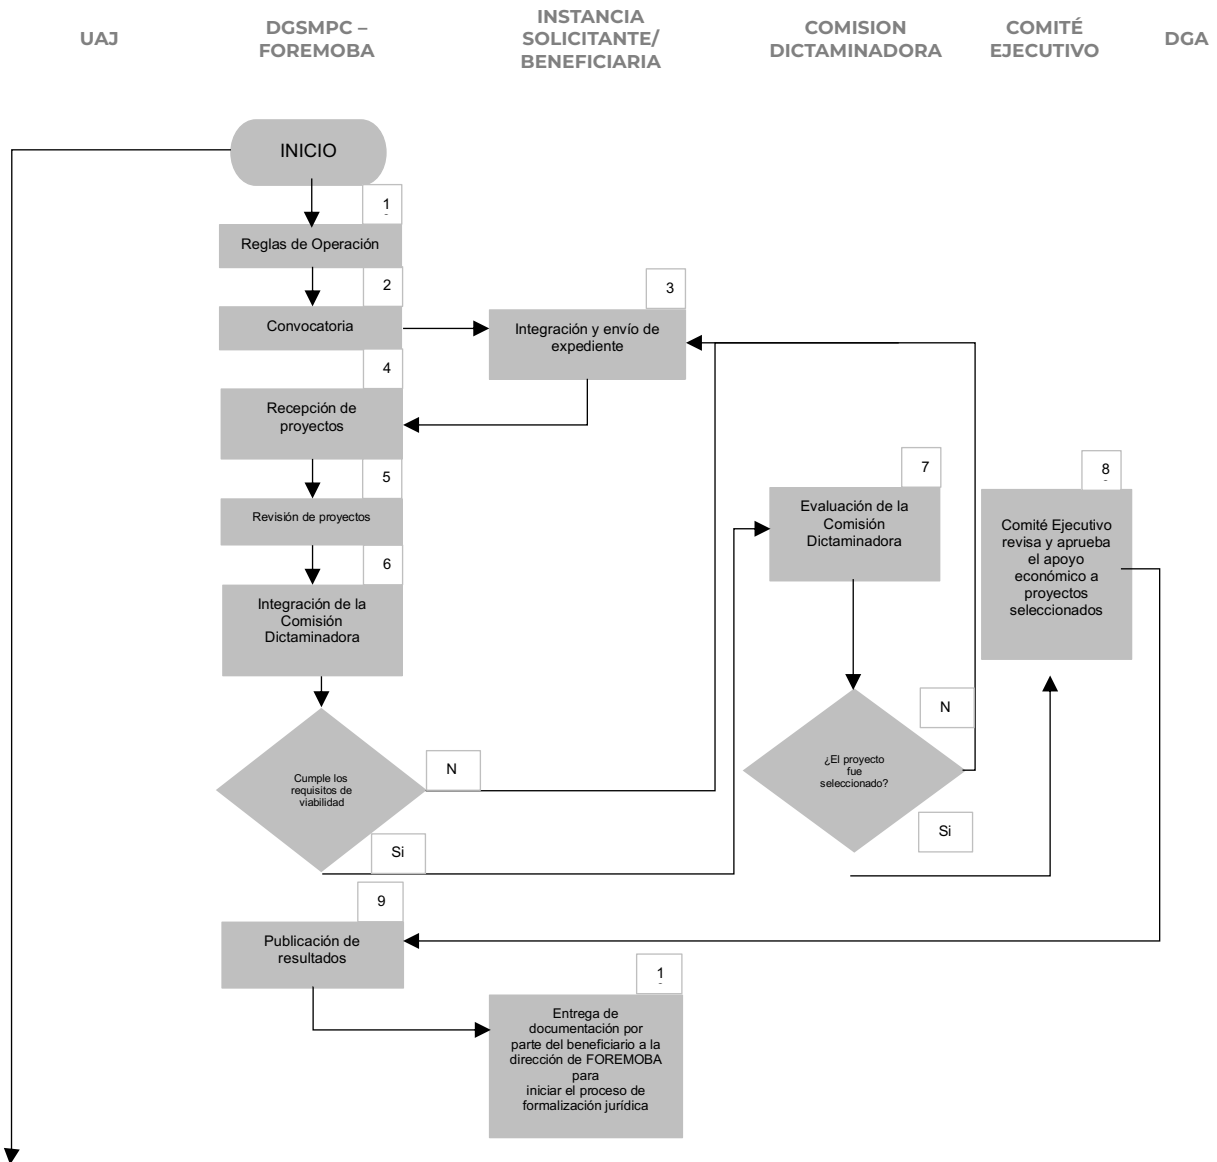 UAJ
DGSMPC –
FOREMOBA
INSTANCIA
SOLICITANTE/
BENEFICIARIA
COMISION
DICTAMINADORA
COMITÉ
EJECUTIVO
DGA
INICIO
1
Reglas de Operación
2
Convocatoria
3
Integración y envío de
expediente
4
Recepción de
proyectos
5
Revisión de proyectos
6
Integración de la
Comisión
Dictaminadora
7
Evaluación de la
Comisión
Dictaminadora
8
Comité Ejecutivo
revisa y aprueba
el apoyo
económico a
proyectos
seleccionados
Cumple los
requisitos de
viabilidad
N
Si
¿El proyecto
fue
seleccionado?
N
Si
9
Publicación de
resultados
1
Entrega de
documentación por
parte del beneficiario a la
dirección de FOREMOBA
para
iniciar el proceso de
formalización jurídica